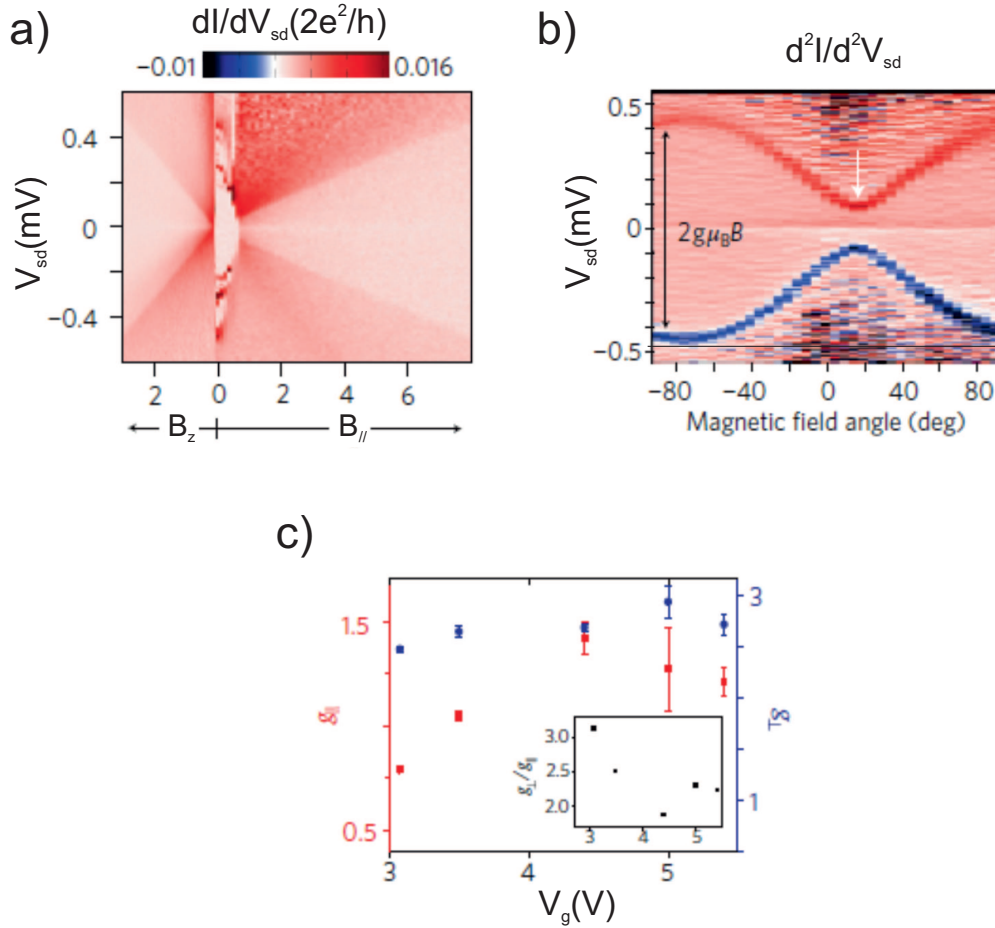 a)
dI/dV_sd(2e²/h)
−0.01
0.016
V_sd(mV)
0.4
0
−0.4
2 0 2 4 6
B_z
B_//
b)
d²I/d²V_sd
V_sd(mV)
0.5
0
−0.5
2gμ_BB
−80 −40 0 40 80
Magnetic field angle (deg)
c)
g_∥
1.5
0.5
g_⊥
3
1
g_⊥/g_∥
3.0
2.5
2.0
3 4 5
3 4 5
V_g(V)